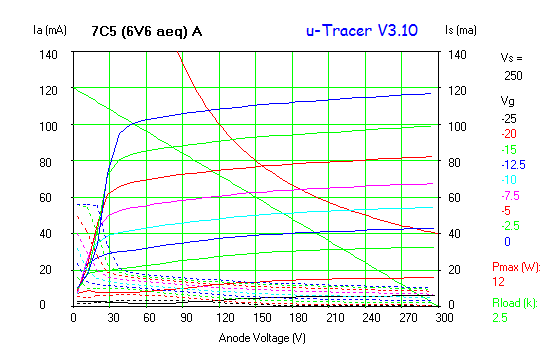 Ia (mA) 7C5 (6V6 aeq) A u-Tracer V3.10 Is (ma)
140 140
120 120
100 100
80 80
60 60
40 40
20 20
0 0
0 30 60 90 120 150 180 210 240 270 300
Anode Voltage (V)
Vs =
250
Vg
-25
-20
-15
-12.5
-10
-7.5
-5
-2.5
0
Pmax (W):
12
Rload (k):
2.5